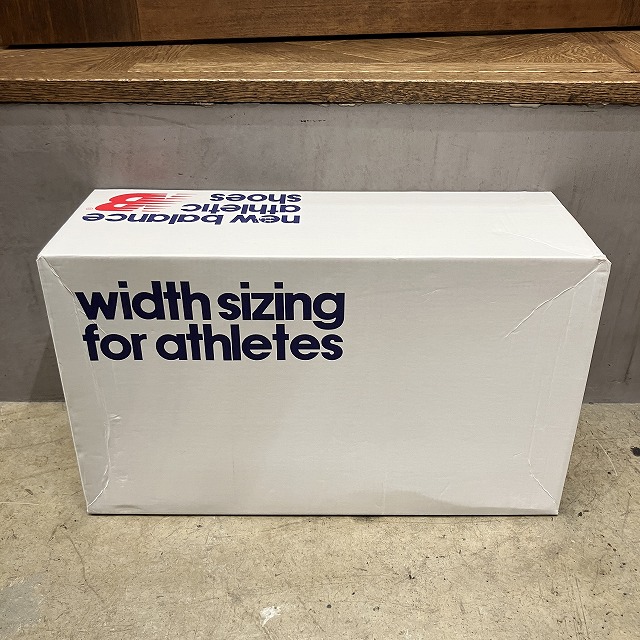 new balance
athletic
shoes
width sizing
for athletes